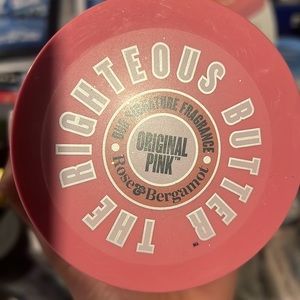 THE RIGHTEOUS BUTTER
OUR SIGNATURE FRAGRANCE
ORIGINAL
PINK™
Rose&Bergamot